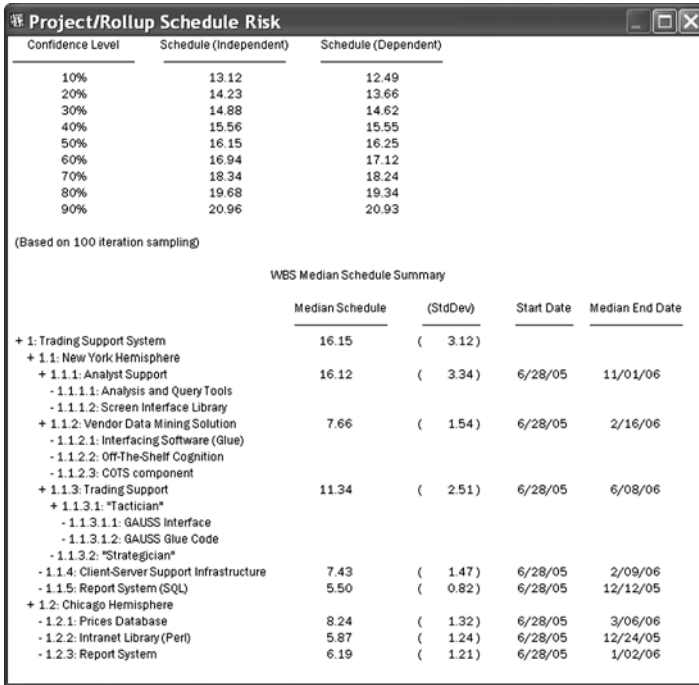 Project/Rollup Schedule Risk
Confidence Level Schedule (Independent) Schedule (Dependent)
10% 13.12 12.49
20% 14.23 13.66
30% 14.88 14.62
40% 15.56 15.55
50% 16.15 16.25
60% 16.94 17.12
70% 18.34 18.24
80% 19.68 19.34
90% 20.96 20.93
(Based on 100 iteration sampling)
WBS Median Schedule Summary
Median Schedule (StdDev) Start Date Median End Date
+ 1: Trading Support System 16.15 ( 3.12 )
+ 1.1: New York Hemisphere
+ 1.1.1: Analyst Support 16.12 ( 3.34 ) 6/28/05 11/01/06
- 1.1.1.1: Analysis and Query Tools
- 1.1.1.2: Screen Interface Library
+ 1.1.2: Vendor Data Mining Solution 7.66 ( 1.54 ) 6/28/05 2/16/06
- 1.1.2.1: Interfacing Software (Glue)
- 1.1.2.2: Off-The-Shelf Cognition
- 1.1.2.3: COTS component
+ 1.1.3: Trading Support 11.34 ( 2.51 ) 6/28/05 6/08/06
+ 1.1.3.1: "Tactician"
- 1.1.3.1.1: GAUSS Interface
- 1.1.3.1.2: GAUSS Glue Code
- 1.1.3.2: "Strategician"
- 1.1.4: Client-Server Support Infrastructure 7.43 ( 1.47 ) 6/28/05 2/09/06
- 1.1.5: Report System (SQL) 5.50 ( 0.82 ) 6/28/05 12/12/05
+ 1.2: Chicago Hemisphere
- 1.2.1: Prices Database 8.24 ( 1.32 ) 6/28/05 3/06/06
- 1.2.2: Intranet Library (Perl) 5.87 ( 1.24 ) 6/28/05 12/24/05
- 1.2.3: Report System 6.19 ( 1.21 ) 6/28/05 1/02/06